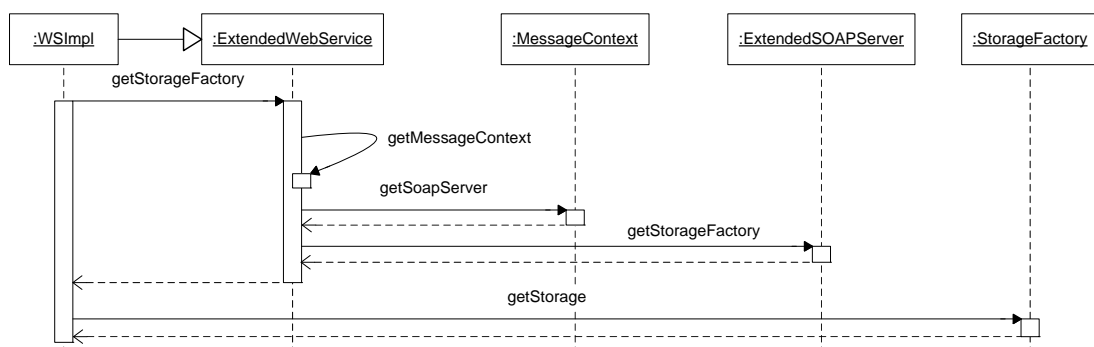 :WSImpl
:ExtendedWebService
:MessageContext
:ExtendedSOAPServer
:StorageFactory
getStorageFactory
getMessageContext
getSoapServer
getStorageFactory
getStorage